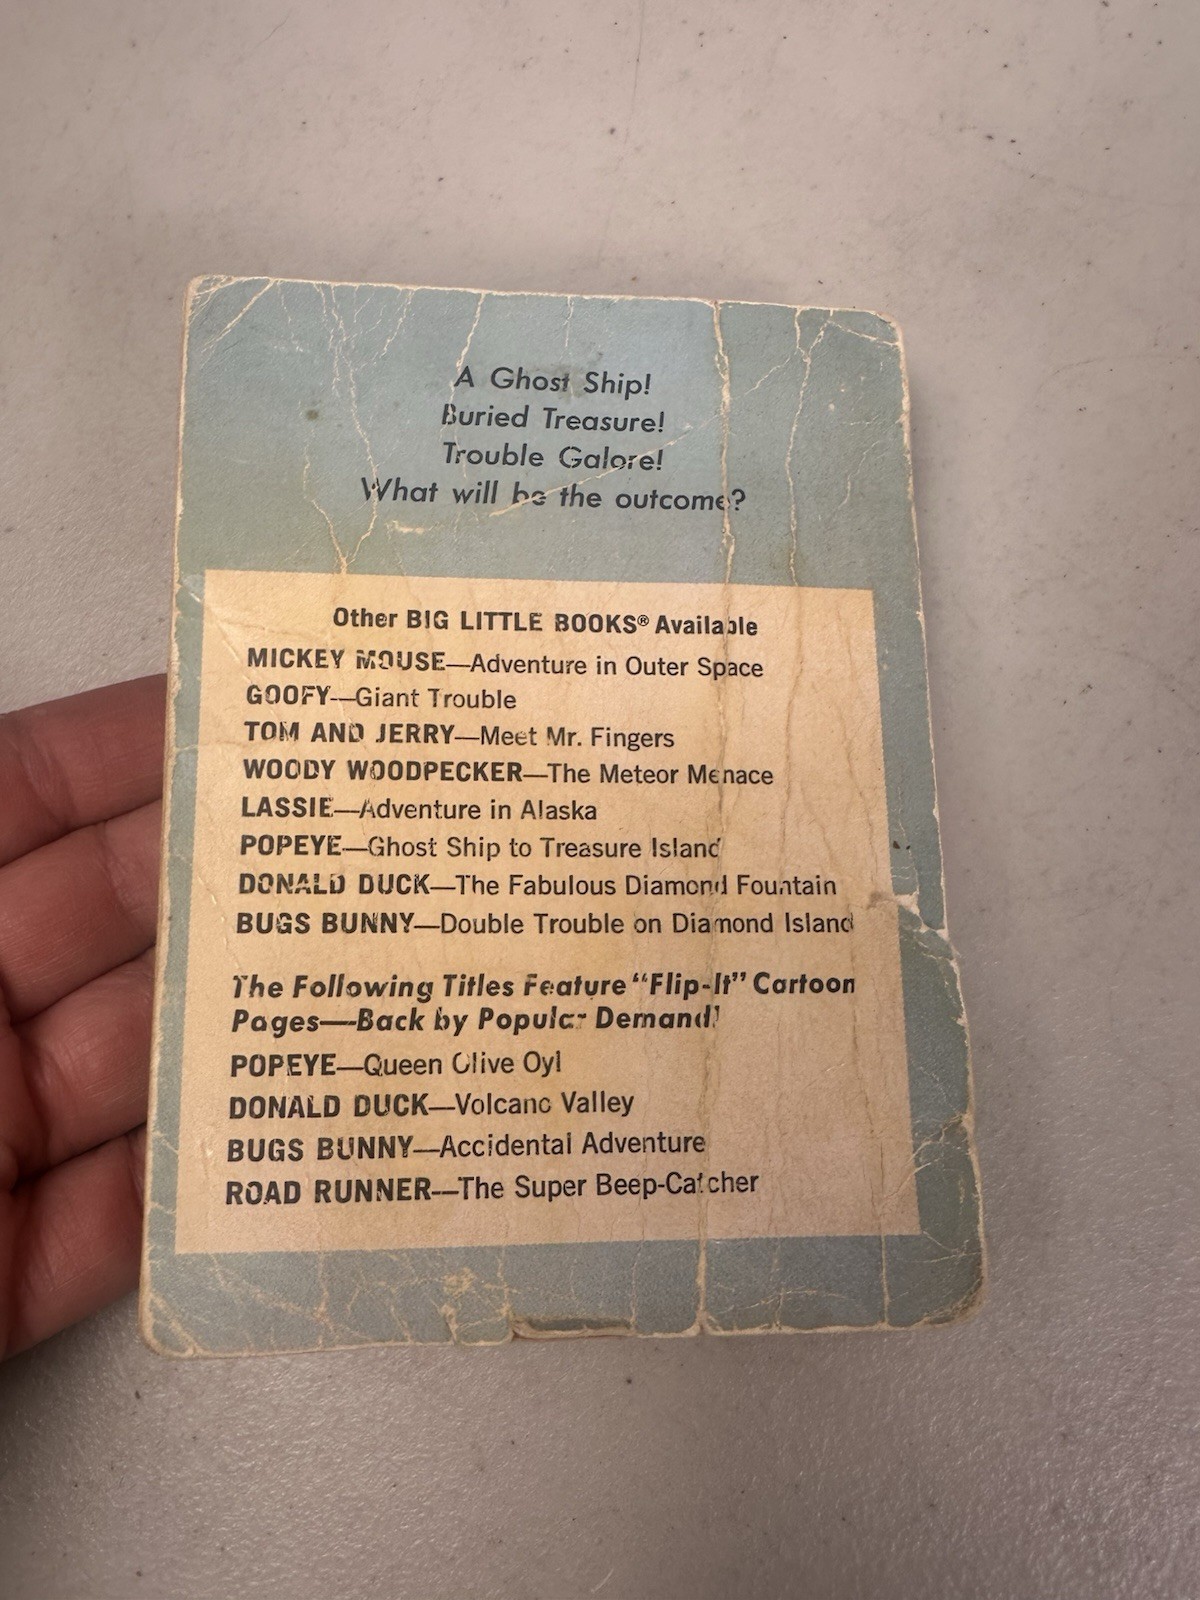 A Ghost Ship!
Buried Treasure!
Trouble Galore!
What will be the outcome?
Other BIG LITTLE BOOKS® Available
MICKEY MOUSE—Adventure in Outer Space
GOOFY—Giant Trouble
TOM AND JERRY—Meet Mr. Fingers
WOODY WOODPECKER—The Meteor Menace
LASSIE—Adventure in Alaska
POPEYE—Ghost Ship to Treasure Island
DONALD DUCK—The Fabulous Diamond Fountain
BUGS BUNNY—Double Trouble on Diamond Island
The Following Titles Feature "Flip-It" Cartoon
Pages—Back by Popular Demand!
POPEYE—Queen Olive Oyl
DONALD DUCK—Volcano Valley
BUGS BUNNY—Accidental Adventure
ROAD RUNNER—The Super Beep-Catcher